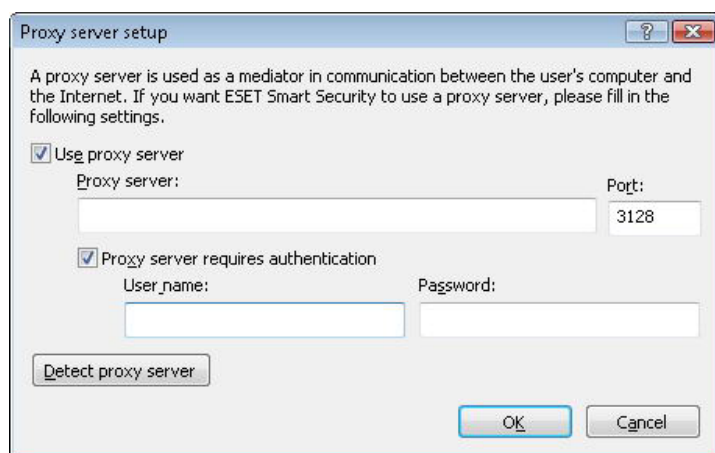 Proxy server setup
A proxy server is used as a mediator in communication between the user's computer and
the Internet. If you want ESET Smart Security to use a proxy server, please fill in the
following settings.
Use proxy server
Proxy server:
Port:
3128
Proxy server requires authentication
User name:
Password:
Detect proxy server
OK
Cancel